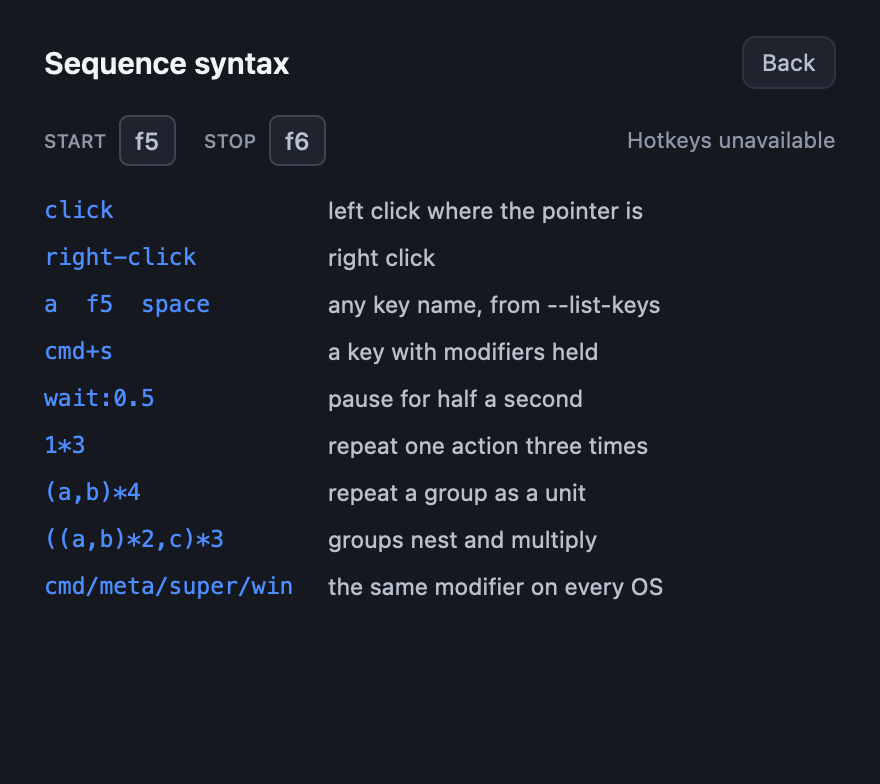 Sequence syntax
Back
START f5 STOP f6 Hotkeys unavailable
click left click where the pointer is
right-click right click
a f5 space any key name, from --list-keys
cmd+s a key with modifiers held
wait:0.5 pause for half a second
1*3 repeat one action three times
(a,b)*4 repeat a group as a unit
((a,b)*2,c)*3 groups nest and multiply
cmd/meta/super/win the same modifier on every OS